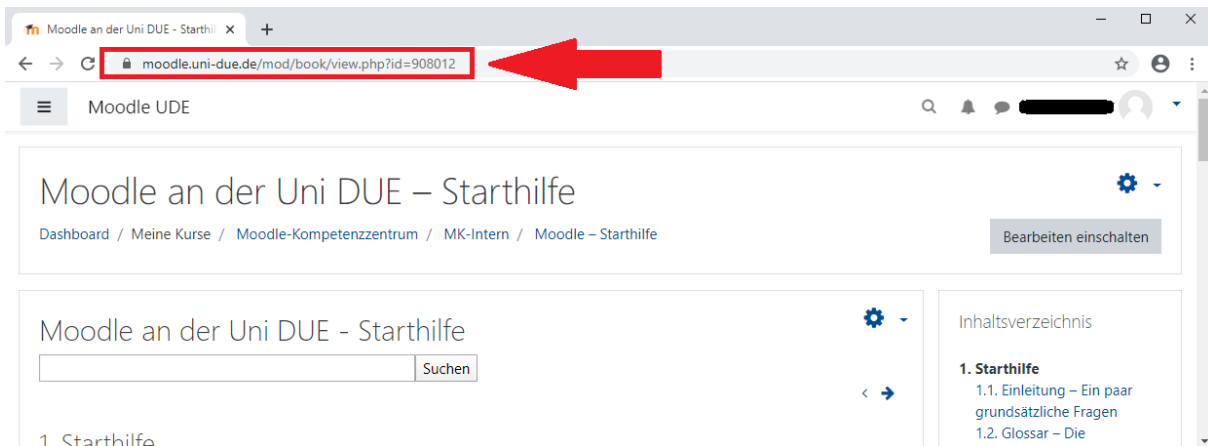 Moodle an der Uni DUE - Starthil
moodle.uni-due.de/mod/book/view.php?id=908012
Moodle UDE
Moodle an der Uni DUE – Starthilfe
Dashboard / Meine Kurse / Moodle-Kompetenzzentrum / MK-Intern / Moodle – Starthilfe
Bearbeiten einschalten
Moodle an der Uni DUE - Starthilfe
Suchen
1. Starthilfe
Inhaltsverzeichnis
1. Starthilfe
1.1. Einleitung – Ein paar
grundsätzliche Fragen
1.2. Glossar – Die